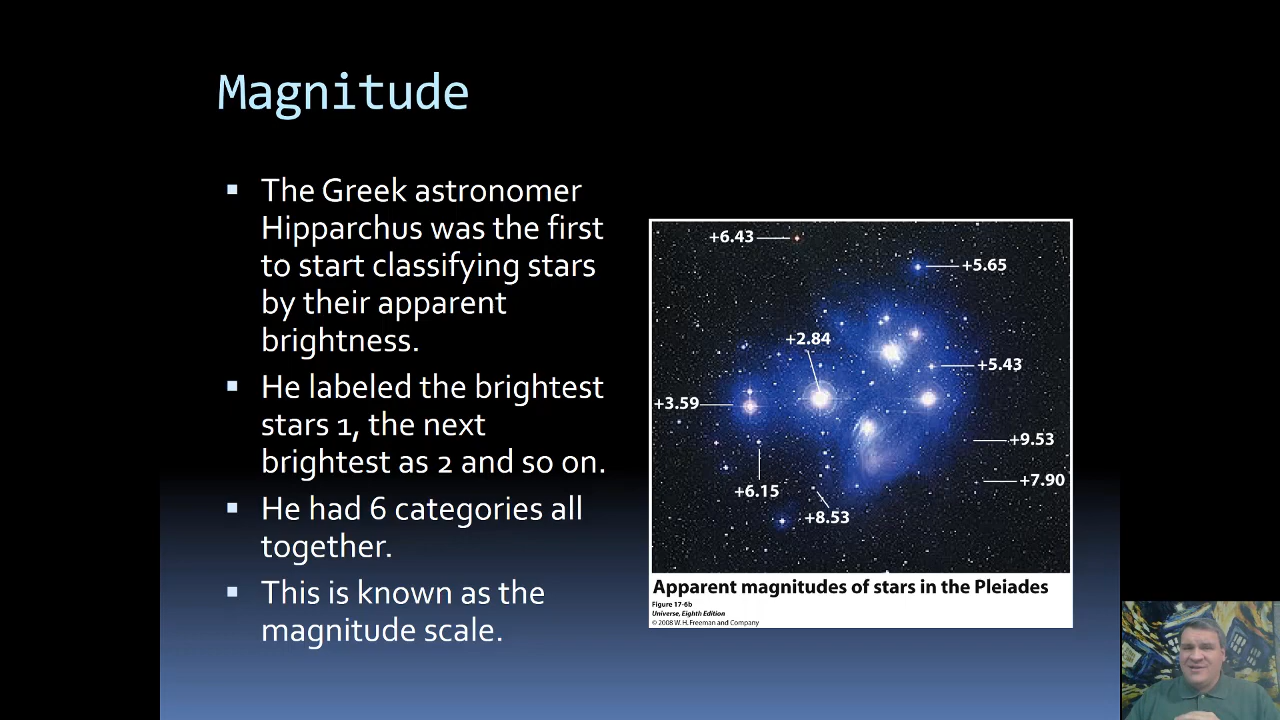 Magnitude
The Greek astronomer
Hipparchus was the first
to start classifying stars
by their apparent
brightness.
He labeled the brightest
stars 1, the next
brightest as 2 and so on.
He had 6 categories all
together.
This is known as the
magnitude scale.
+6.43
+5.65
+2.84
+5.43
+3.59
+9.53
+7.90
+6.15
+8.53
Apparent magnitudes of stars in the Pleiades
Figure 17-6b
Universe, Eighth Edition
© 2008 W. H. Freeman and Company